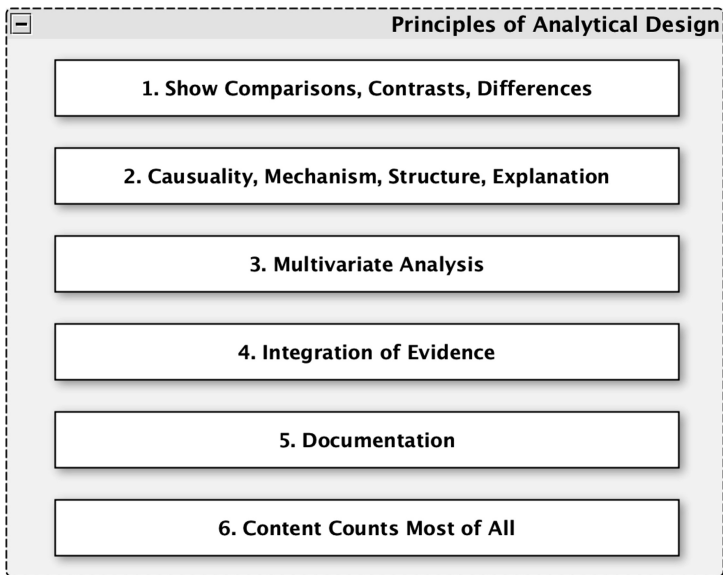 Principles of Analytical Design
1. Show Comparisons, Contrasts, Differences
2. Causuality, Mechanism, Structure, Explanation
3. Multivariate Analysis
4. Integration of Evidence
5. Documentation
6. Content Counts Most of All